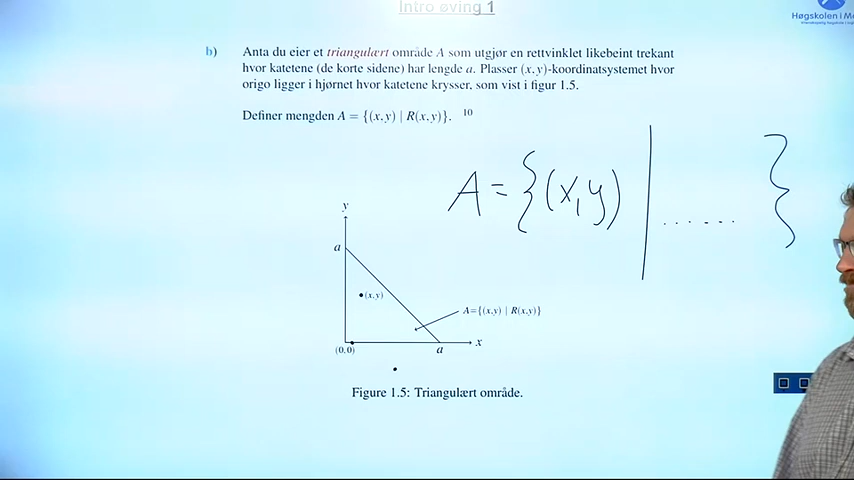 Intro øving 1
Høgskolen i M
b) Anta du eier et triangulært område A som utgjør en rettvinklet likebeint trekant
hvor katetene (de korte sidene) har lengde a. Plasser (x,y)-koordinatsystemet hvor
origo ligger i hjørnet hvor katetene krysser, som vist i figur 1.5.
Definer mengden A = {(x,y) | R(x,y)}. 10
A = {(x,y) | ...... }
y
a
(x,y)
A={(x,y) | R(x,y)}
(0,0)
a
x
Figure 1.5: Triangulært område.